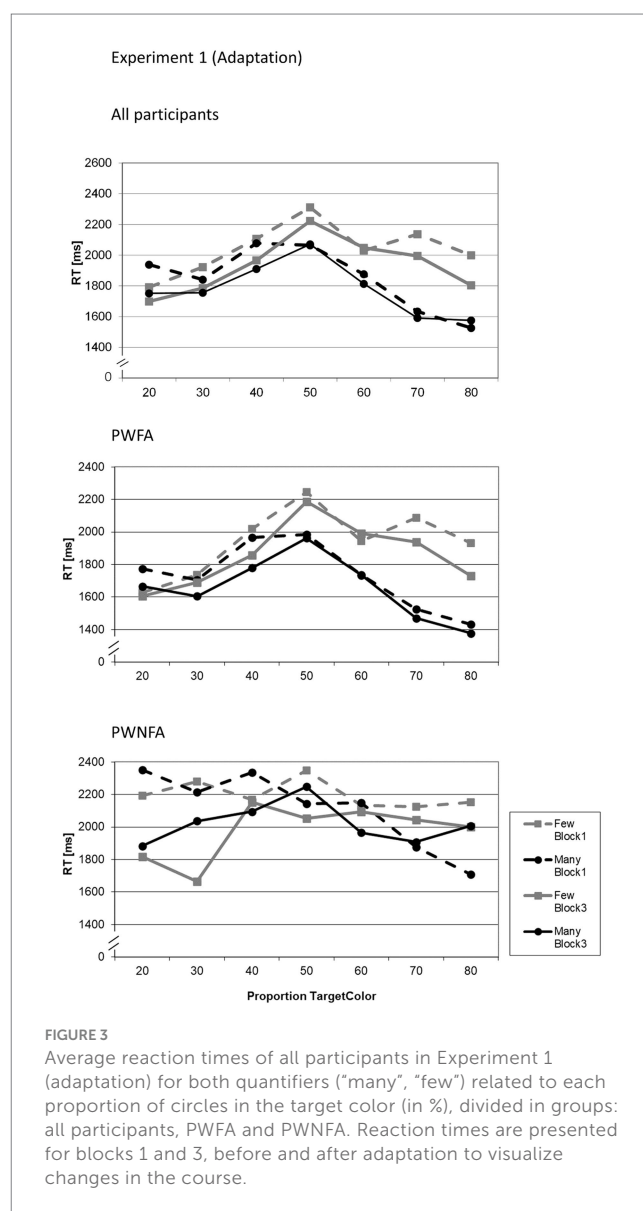 Experiment 1 (Adaptation)
All participants
2600
2400
2200
2000
1800
1600
1400
0
RT [ms]
20 30 40 50 60 70 80
PWFA
2400
2200
2000
1800
1600
1400
0
RT [ms]
20 30 40 50 60 70 80
PWNFA
2400
2200
2000
1800
1600
1400
0
RT [ms]
20 30 40 50 60 70 80
Proportion TargetColor
Few
Block1
Many
Block1
Few
Block3
Many
Block3
FIGURE 3
Average reaction times of all participants in Experiment 1
(adaptation) for both quantifiers (“many”, “few”) related to each
proportion of circles in the target color (in %), divided in groups:
all participants, PWFA and PWNFA. Reaction times are presented
for blocks 1 and 3, before and after adaptation to visualize
changes in the course.